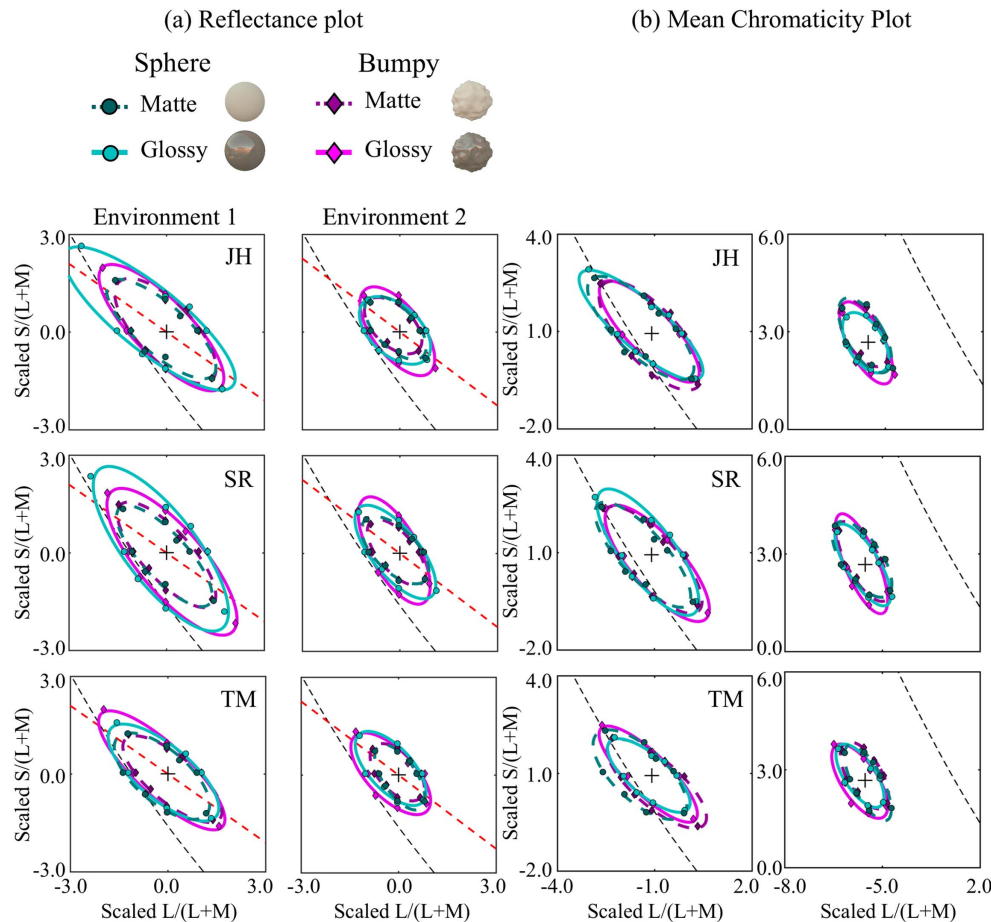 (a) Reflectance plot
(b) Mean Chromaticity Plot
Sphere
Bumpy
Matte
Matte
Glossy
Glossy
Environment 1
Environment 2
3.0
0.0
-3.0
Scaled S/(L+M)
JH
4.0
1.0
-2.0
Scaled S/(L+M)
JH
6.0
3.0
0.0
3.0
0.0
-3.0
Scaled S/(L+M)
SR
4.0
1.0
-2.0
Scaled S/(L+M)
SR
6.0
3.0
0.0
3.0
0.0
-3.0
Scaled S/(L+M)
TM
4.0
1.0
-2.0
Scaled S/(L+M)
TM
6.0
3.0
0.0
-3.0 0.0 3.0
0.0 3.0
-4.0 -1.0 2.0
-8.0 -5.0 -2.0
Scaled L/(L+M)
Scaled L/(L+M)
Scaled L/(L+M)
Scaled L/(L+M)